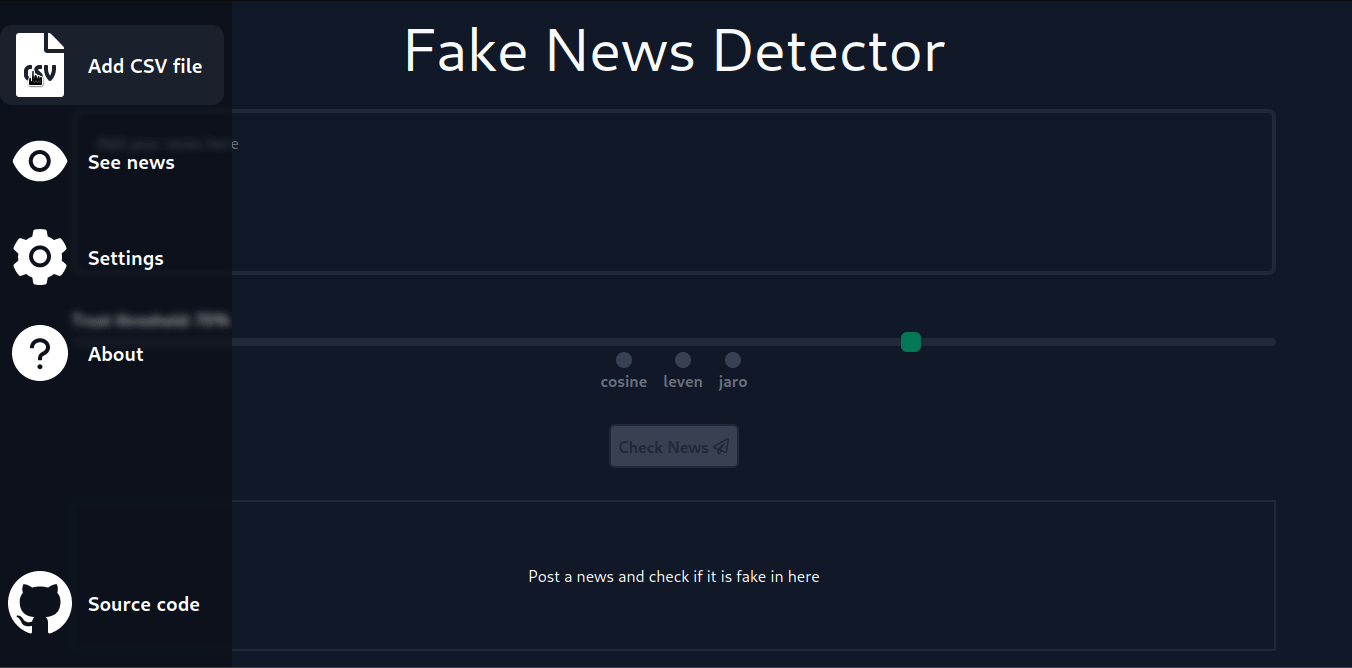 Fake News Detector
CSV
Add CSV file
Add your news here
See news
Settings
Trust threshold: 70%
About
cosine leven jaro
Check News
Post a news and check if it is fake in here
Source code